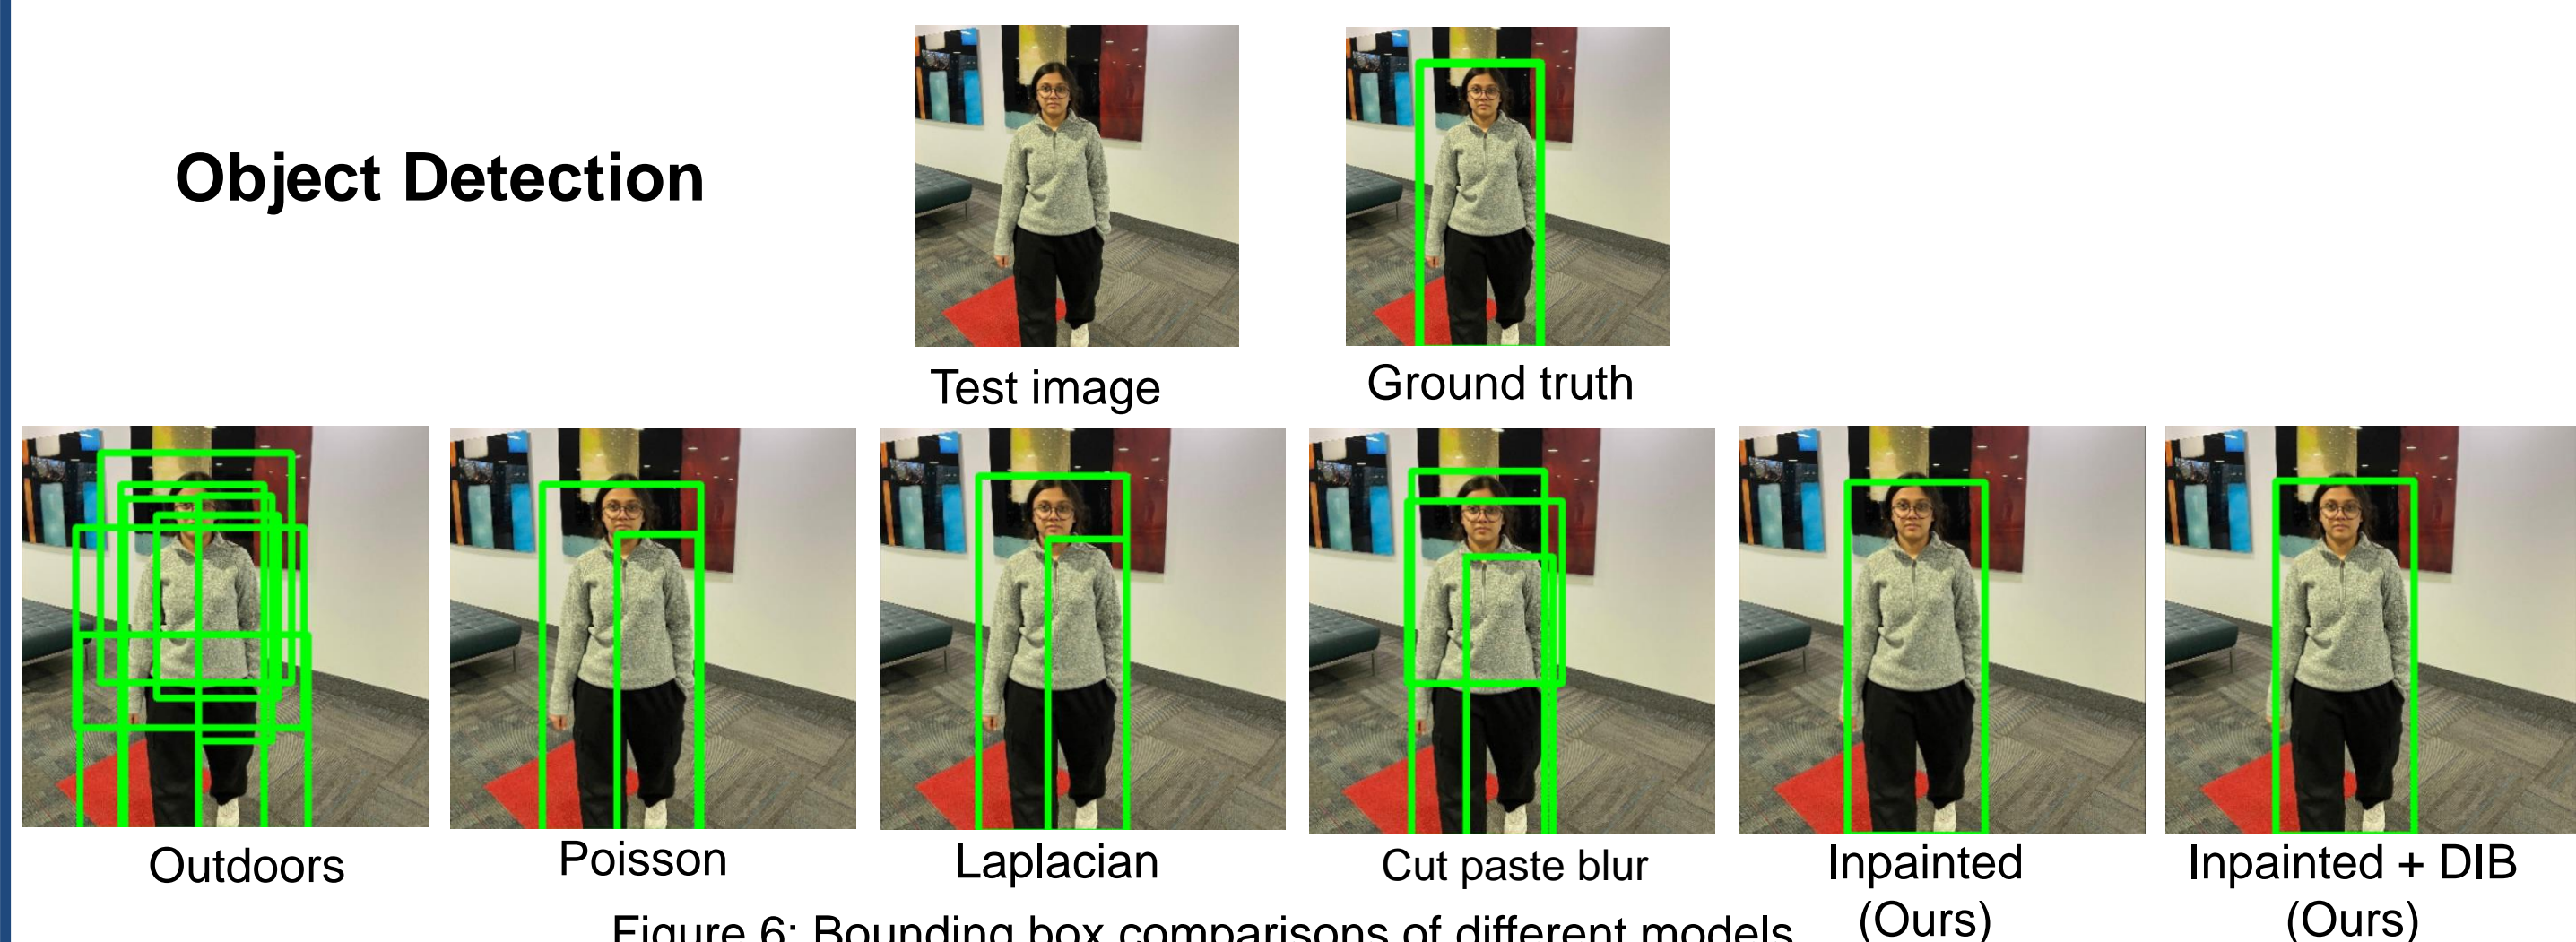 Object Detection
Test image
Ground truth
Outdoors
Poisson
Laplacian
Cut paste blur
Inpainted
(Ours)
Inpainted + DIB
(Ours)
Figure 6: Bounding box comparisons of different models